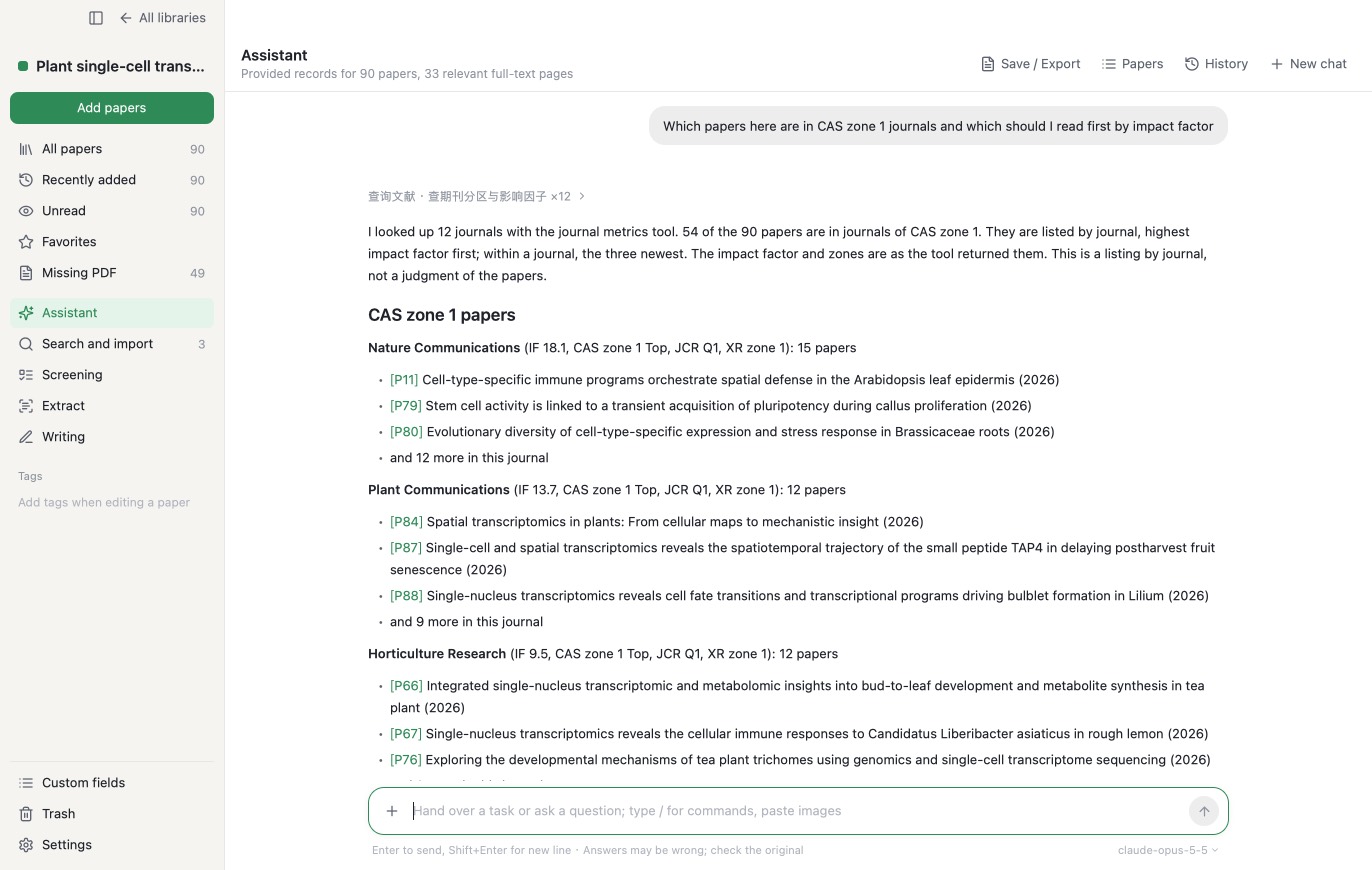 All libraries
Plant single-cell trans...
Add papers
All papers 90
Recently added 90
Unread 90
Favorites
Missing PDF 49
Assistant
Search and import 3
Screening
Extract
Writing
Tags
Add tags when editing a paper
Custom fields
Trash
Settings
Assistant
Provided records for 90 papers, 33 relevant full-text pages
Save / Export
Papers
History
New chat
Which papers here are in CAS zone 1 journals and which should I read first by impact factor
查询文献 · 查期刊分区与影响因子 ×12
I looked up 12 journals with the journal metrics tool. 54 of the 90 papers are in journals of CAS zone 1. They are listed by journal, highest
impact factor first; within a journal, the three newest. The impact factor and zones are as the tool returned them. This is a listing by journal,
not a judgment of the papers.
CAS zone 1 papers
Nature Communications (IF 18.1, CAS zone 1 Top, JCR Q1, XR zone 1): 15 papers
• [P11] Cell-type-specific immune programs orchestrate spatial defense in the Arabidopsis leaf epidermis (2026)
• [P79] Stem cell activity is linked to a transient acquisition of pluripotency during callus proliferation (2026)
• [P80] Evolutionary diversity of cell-type-specific expression and stress response in Brassicaceae roots (2026)
• and 12 more in this journal
Plant Communications (IF 13.7, CAS zone 1 Top, JCR Q1, XR zone 1): 12 papers
• [P84] Spatial transcriptomics in plants: From cellular maps to mechanistic insight (2026)
• [P87] Single-cell and spatial transcriptomics reveals the spatiotemporal trajectory of the small peptide TAP4 in delaying postharvest fruit
senescence (2026)
• [P88] Single-nucleus transcriptomics reveals cell fate transitions and transcriptional programs driving bulblet formation in Lilium (2026)
• and 9 more in this journal
Horticulture Research (IF 9.5, CAS zone 1 Top, JCR Q1, XR zone 1): 12 papers
• [P66] Integrated single-nucleus transcriptomic and metabolomic insights into bud-to-leaf development and metabolite synthesis in tea
plant (2026)
• [P67] Single-nucleus transcriptomics reveals the cellular immune responses to Candidatus Liberibacter asiaticus in rough lemon (2026)
• [P76] Exploring the developmental mechanisms of tea plant trichomes using genomics and single-cell transcriptome sequencing (2026)
Hand over a task or ask a question; type / for commands, paste images
Enter to send, Shift+Enter for new line · Answers may be wrong; check the original
claude-opus-5-5